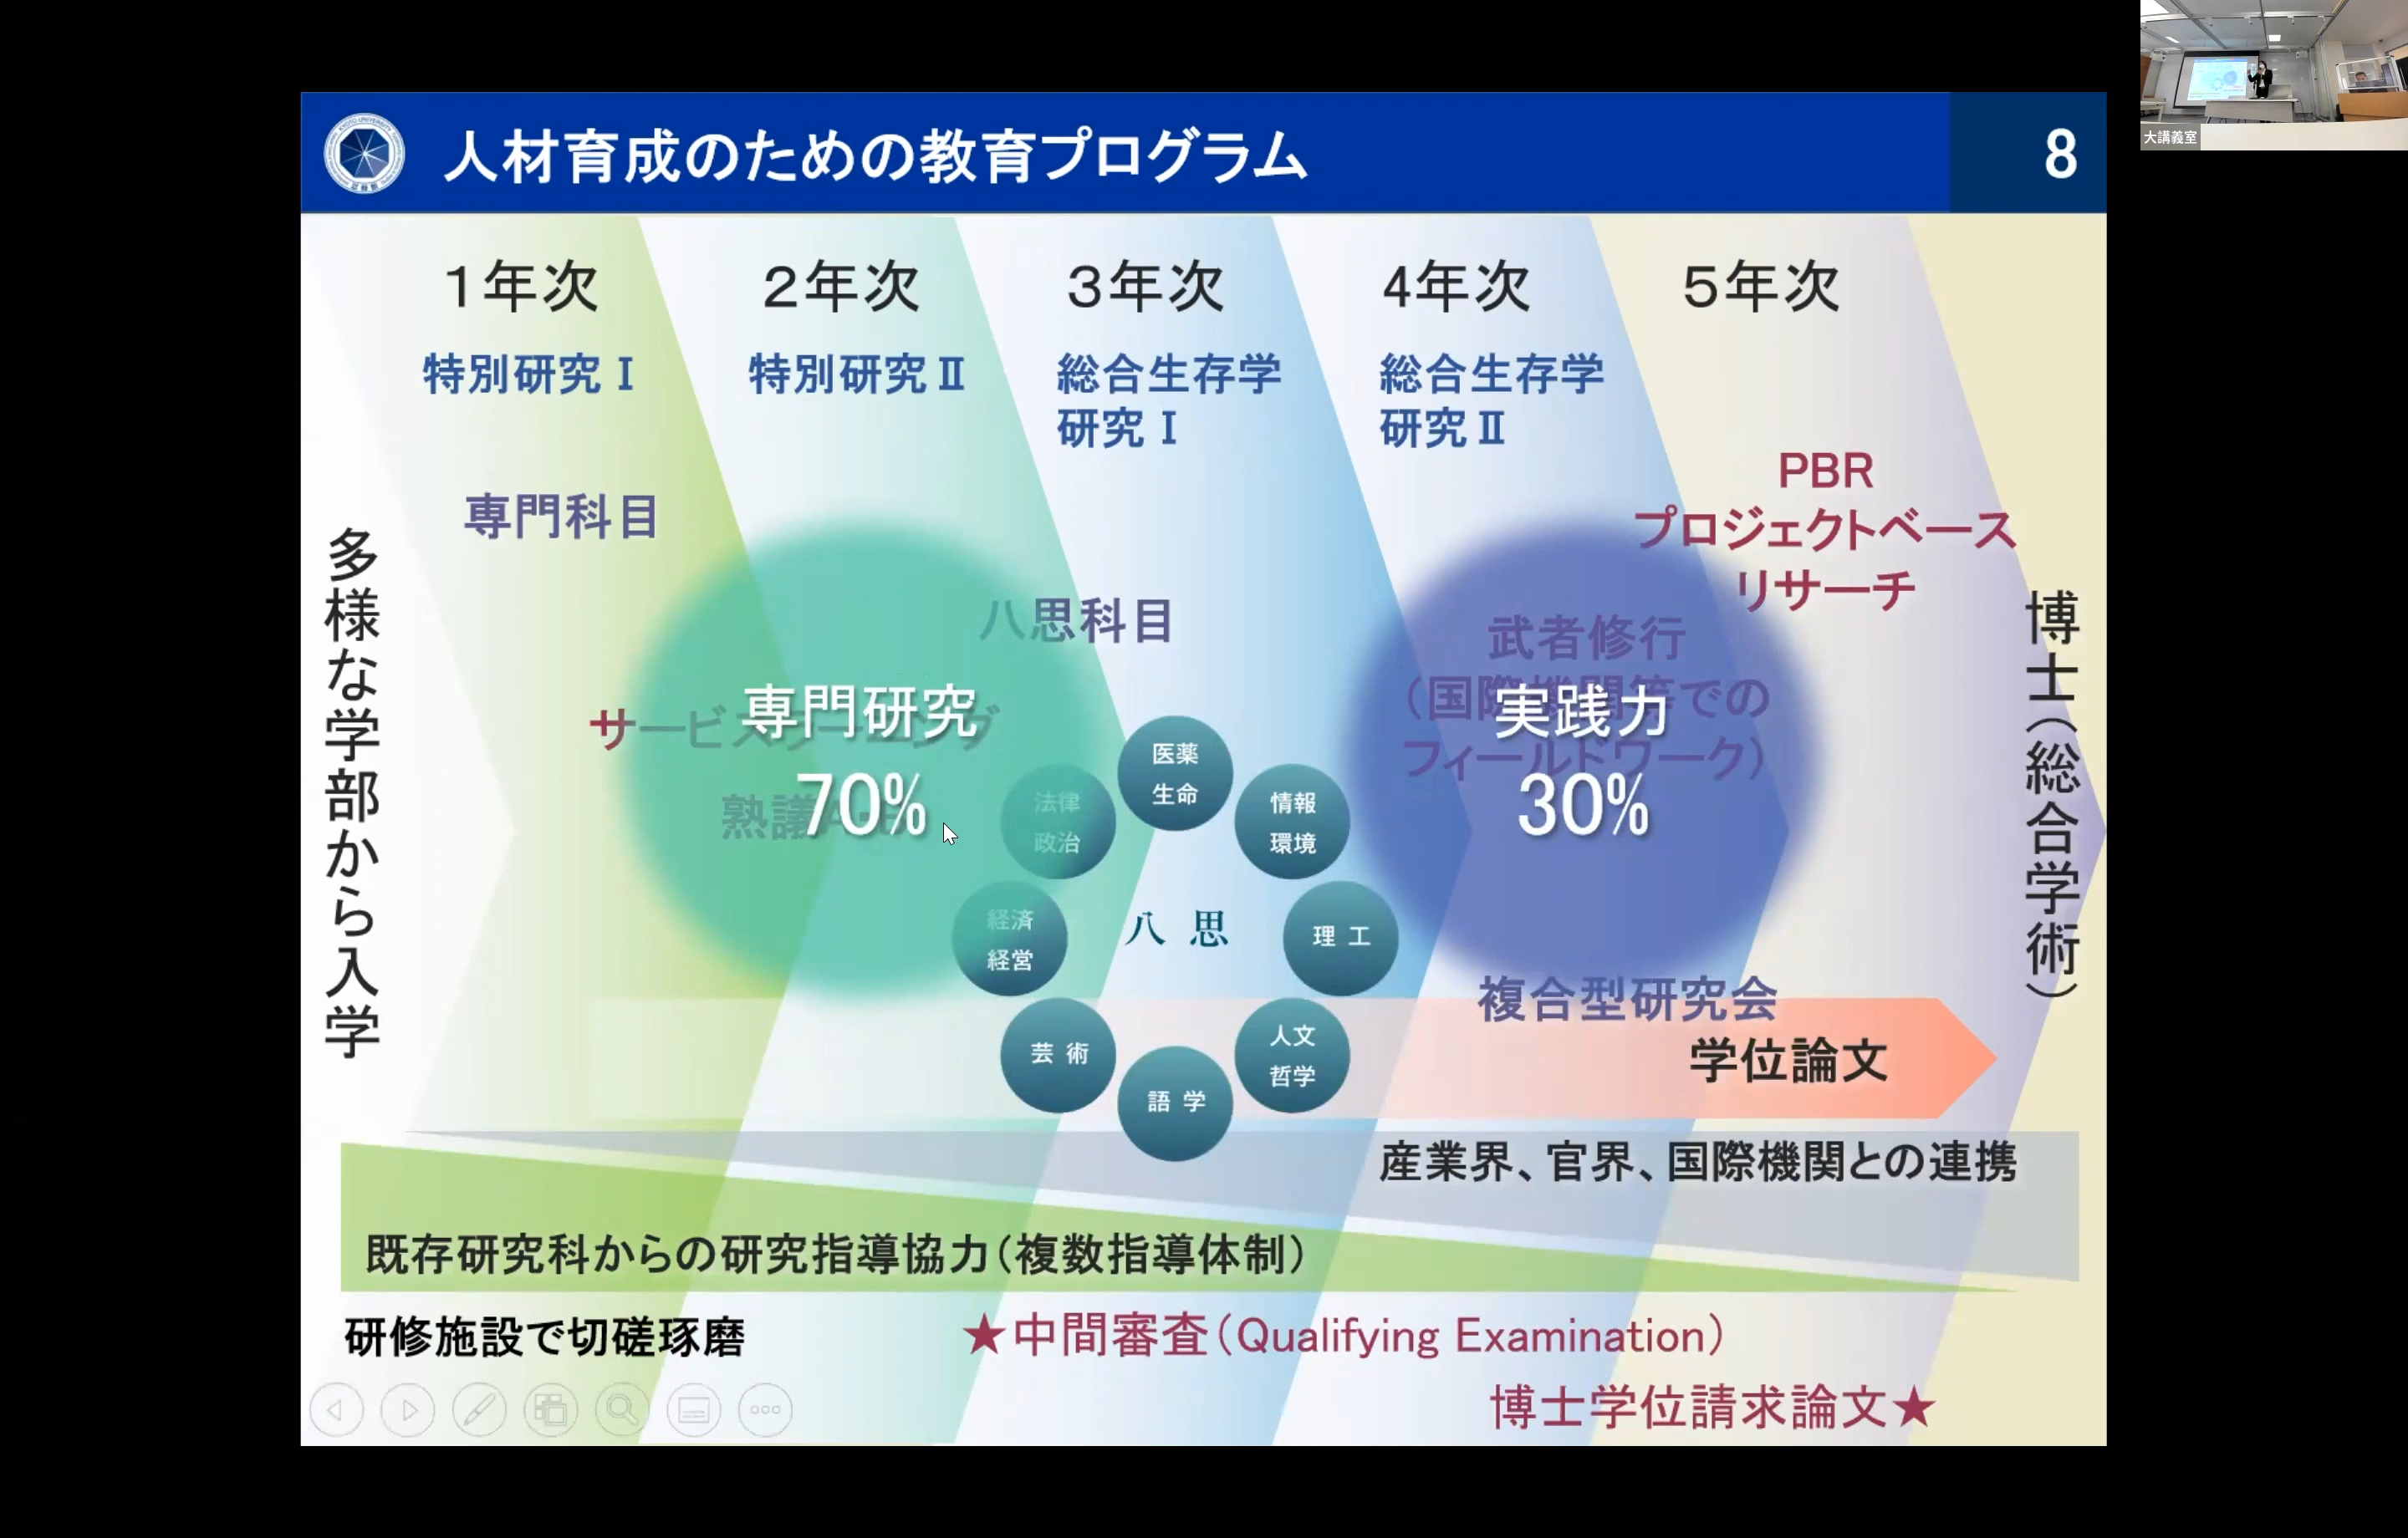 人材育成のための教育プログラム
8
大講義室
1年次
2年次
3年次
4年次
5年次
特別研究Ⅰ
特別研究Ⅱ
総合生存学
研究Ⅰ
総合生存学
研究Ⅱ
多様な学部から入学
専門科目
八思科目
サービスラーニング
専門研究
70%
熟議
PBR
プロジェクトベース
リサーチ
武者修行
（国際機関等での
フィールドワーク）
実践力
30%
博士（総合学術）
医薬
生命
情報
環境
理 工
人文
哲学
語 学
芸 術
経済
経営
法律
政治
八 思
複合型研究会
学位論文
産業界、官界、国際機関との連携
既存研究科からの研究指導協力（複数指導体制）
研修施設で切磋琢磨
★中間審査（Qualifying Examination）
博士学位請求論文★